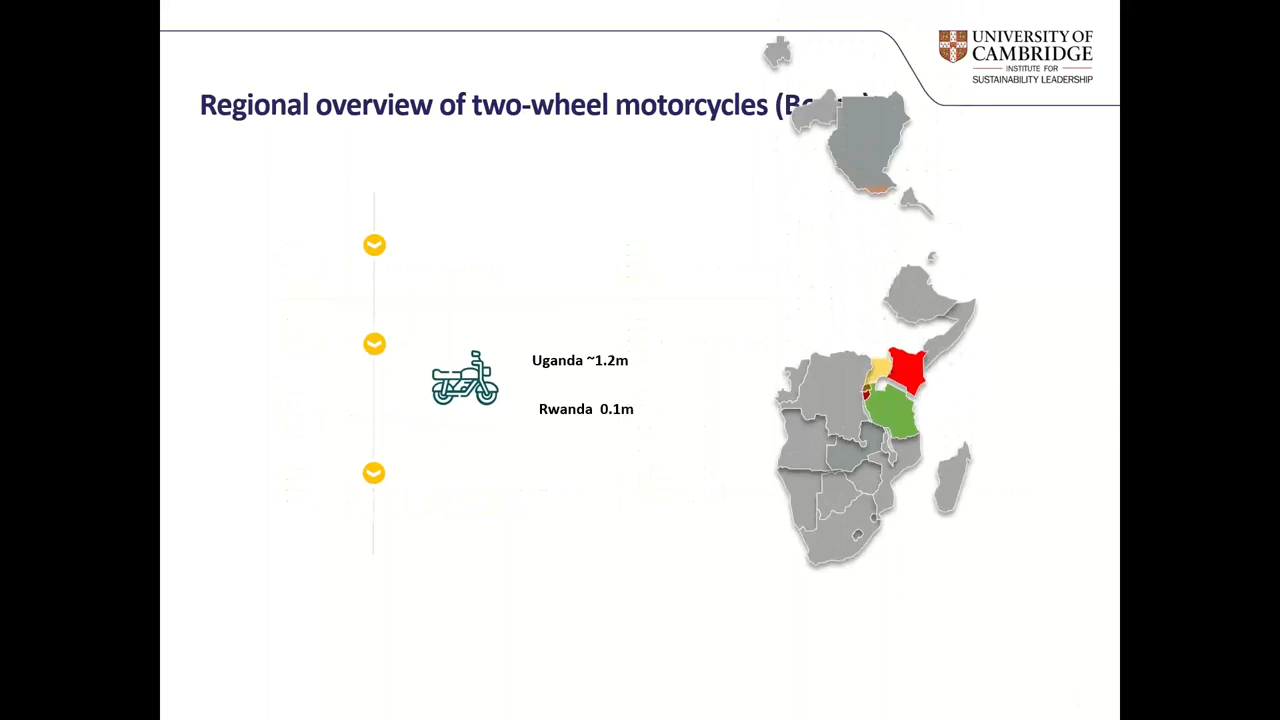 UNIVERSITY OF
CAMBRIDGE
INSTITUTE FOR
SUSTAINABILITY LEADERSHIP
Regional overview of two-wheel motorcycles
Uganda ~1.2m
Rwanda 0.1m